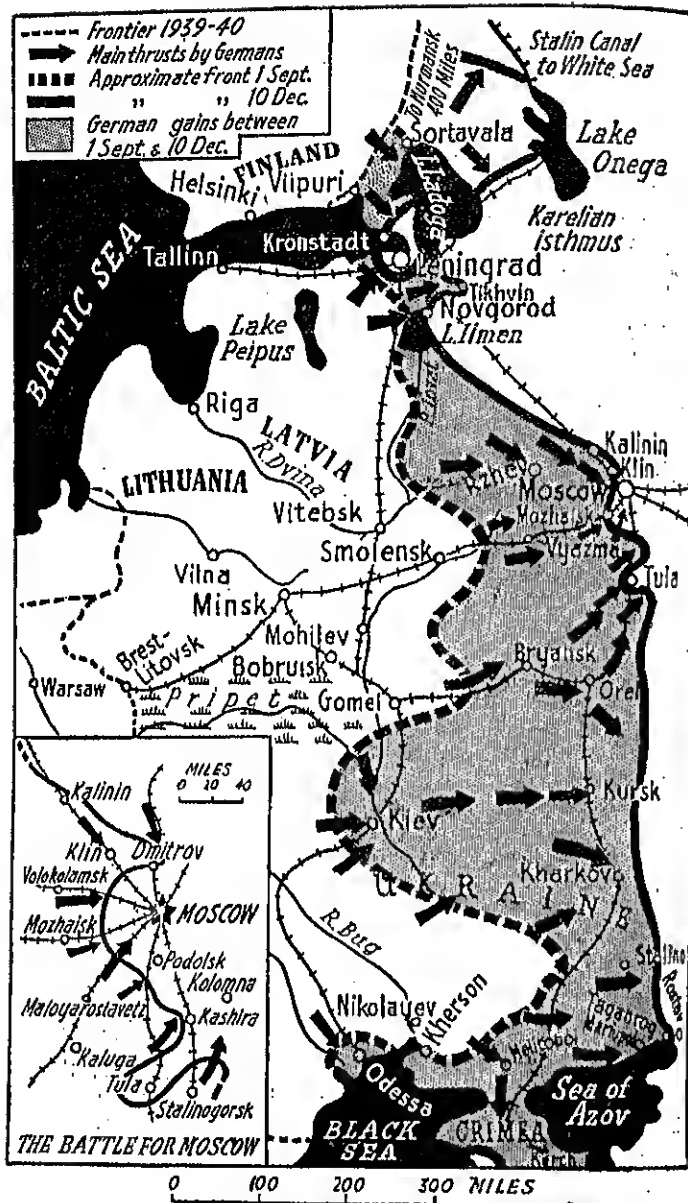 Frontier 1939-40
Main thrusts by Germans
Approximate Front 1 Sept.
" " 10 Dec.
German gains between
1 Sept. & 10 Dec.
To Murmansk
400 Miles
Stalin Canal
to White Sea
Sortavala
Lake
Onega
FINLAND
Helsinki
Viipuri
Ladoga
Karelian
isthmus
Kronstadt
Tallinn
Leningrad
Tikhvin
Novgorod
L. Ilmen
BALTIC SEA
Lake
Peipus
Riga
LATVIA
R. Dvina
LITHUANIA
Kalinin
Klin
Rzhev
Moscow
Mozhaisk
Vitebsk
Smolensk
Vyazma
Tula
Vilna
Minsk
Mohilev
Brest-
Litovsk
Bobruisk
Bryansk
Warsaw
Pripet
Gomel
Orel
Kursk
Kiev
Kharkov
UKRAINE
R. Bug
Stalino
Rostov
Taganrog
Mariupol
Nikolayev
Kherson
Melitopol
Odessa
Sea of
Azov
BLACK
SEA
CRIMEA
Kerch
MILES
0 20 40
Kalinin
Klin
Dmitrov
Volokolamsk
Mozhaisk
MOSCOW
Podolsk
Kolomna
Maloyaroslavetz
Kashira
Kaluga
Tula
Stalinogorsk
THE BATTLE FOR MOSCOW
0 100 200 300 MILES